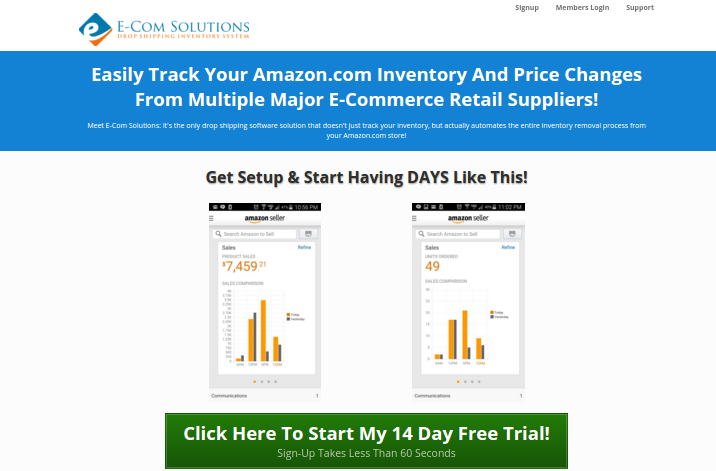 Signup Members Login Support
E-Com Solutions
Drop Shipping Inventory System
Easily Track Your Amazon.com Inventory And Price Changes
From Multiple Major E-Commerce Retail Suppliers!
Meet E-Com Solutions: It's the only drop shipping software solution that doesn't just track your inventory, but actually automates the entire inventory removal process from
your Amazon.com store!
Get Setup & Start Having DAYS Like This!
10:56 PM
amazon seller
Search Amazon to Sell
Sales Refine
PRODUCT SALES
$7,459.21
SALES COMPARISON
Today
Yesterday
Communications 1
11:02 PM
amazon seller
Search Amazon to Sell
Sales Refine
UNITS ORDERED
49
SALES COMPARISON
Today
Yesterday
Communications 1
Click Here To Start My 14 Day Free Trial!
Sign-Up Takes Less Than 60 Seconds